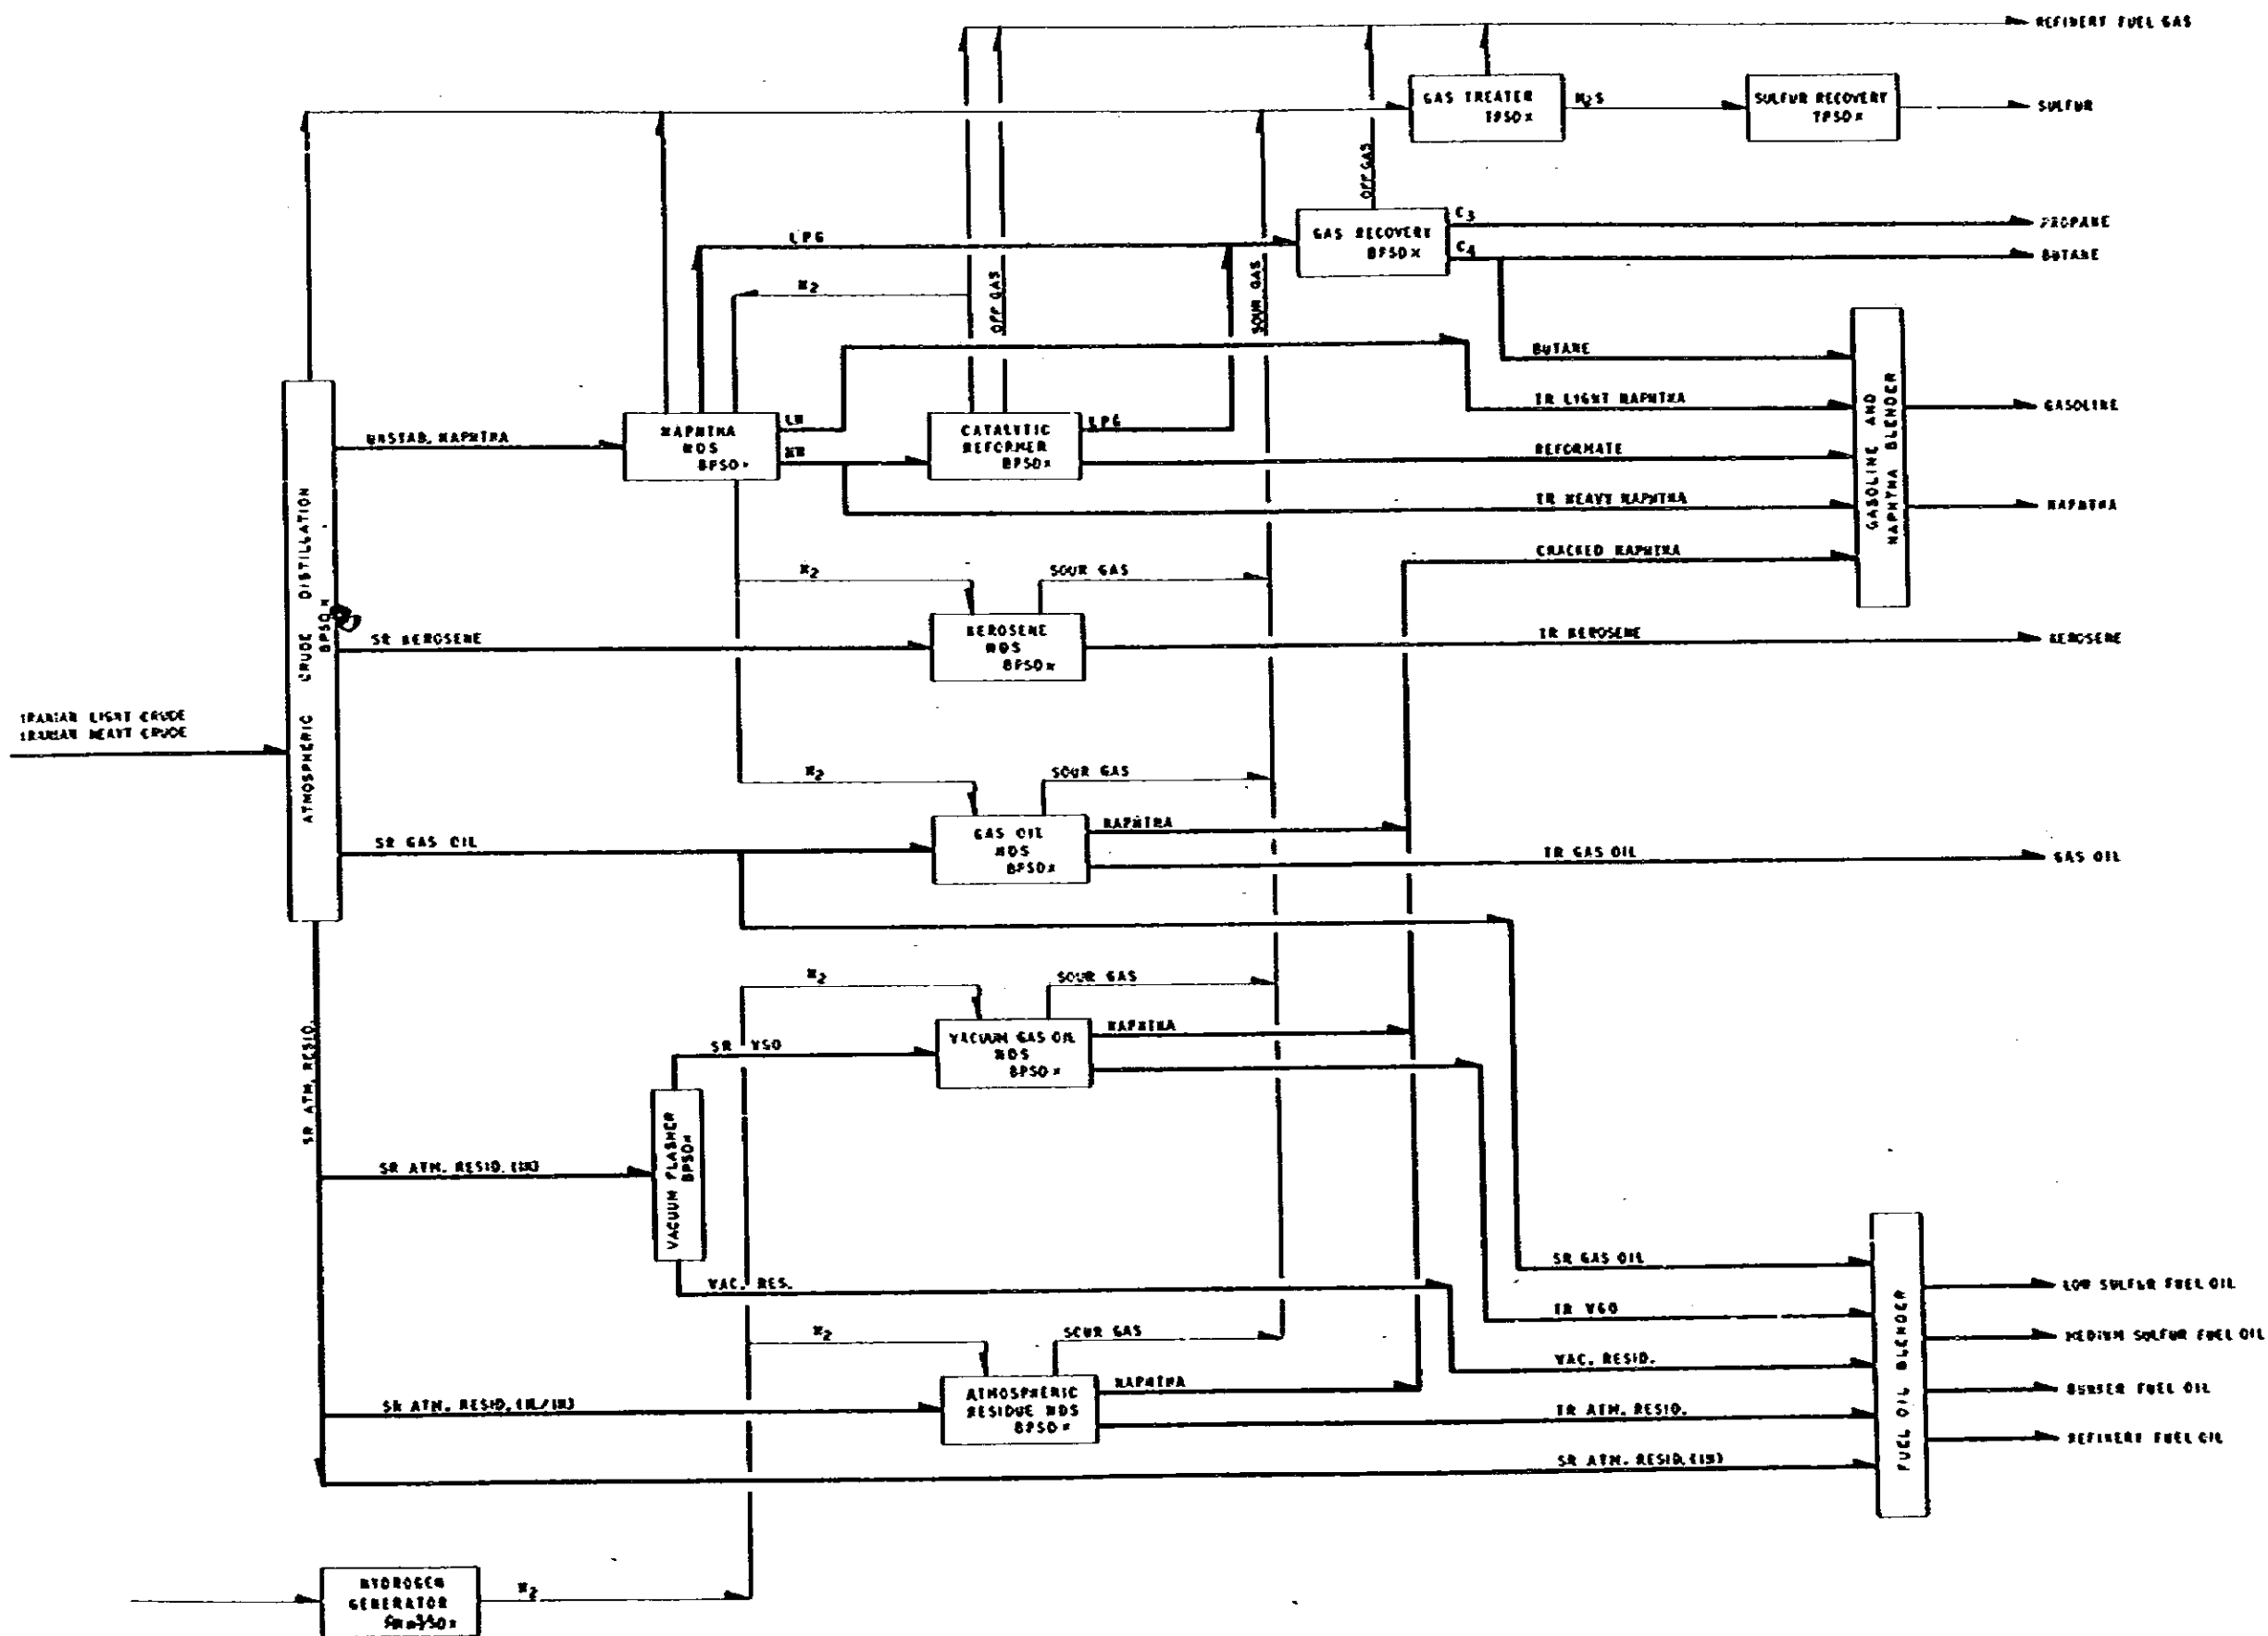 REFINERY FUEL GAS
GAS TREATER
TPSD*
H2S
SULFUR RECOVERY
TPSD*
SULFUR
OFF GAS
C3
PROPANE
GAS RECOVERY
BPSD*
C4
BUTANE
LPG
H2
OFF GAS
SOUR GAS
BUTANE
TR LIGHT NAPHTHA
GASOLINE
UNSTAB. NAPHTHA
NAPHTHA
HDS
BPSD*
LN
HN
CATALYTIC
REFORMER
BPSD*
LPG
REFORMATE
TR HEAVY NAPHTHA
GASOLINE AND
NAPHTHA BLENDER
NAPHTHA
CRACKED NAPHTHA
ATMOSPHERIC CRUDE DISTILLATION
BPSD*
H2
SOUR GAS
SR KEROSENE
KEROSENE
HDS
BPSD*
TR KEROSENE
KEROSENE
IRANIAN LIGHT CRUDE
IRANIAN HEAVY CRUDE
H2
SOUR GAS
SR GAS OIL
GAS OIL
HDS
BPSD*
NAPHTHA
TR GAS OIL
GAS OIL
H2
SOUR GAS
SR VGO
VACUUM GAS OIL
HDS
BPSD*
NAPHTHA
SR ATM. RESID.
SR ATM. RESID. (IH)
VACUUM FLASHER
BPSD*
SR GAS OIL
VAC. RES.
LOW SULFUR FUEL OIL
TR VGO
FUEL OIL BLENDER
H2
SOUR GAS
MEDIUM SULFUR FUEL OIL
VAC. RESID.
SR ATM. RESID. (IL/IH)
ATMOSPHERIC
RESIDUE HDS
BPSD*
NAPHTHA
TR ATM. RESID.
BUNKER FUEL OIL
REFINERY FUEL OIL
SR ATM. RESID. (IH)
HYDROGEN
GENERATOR
H2